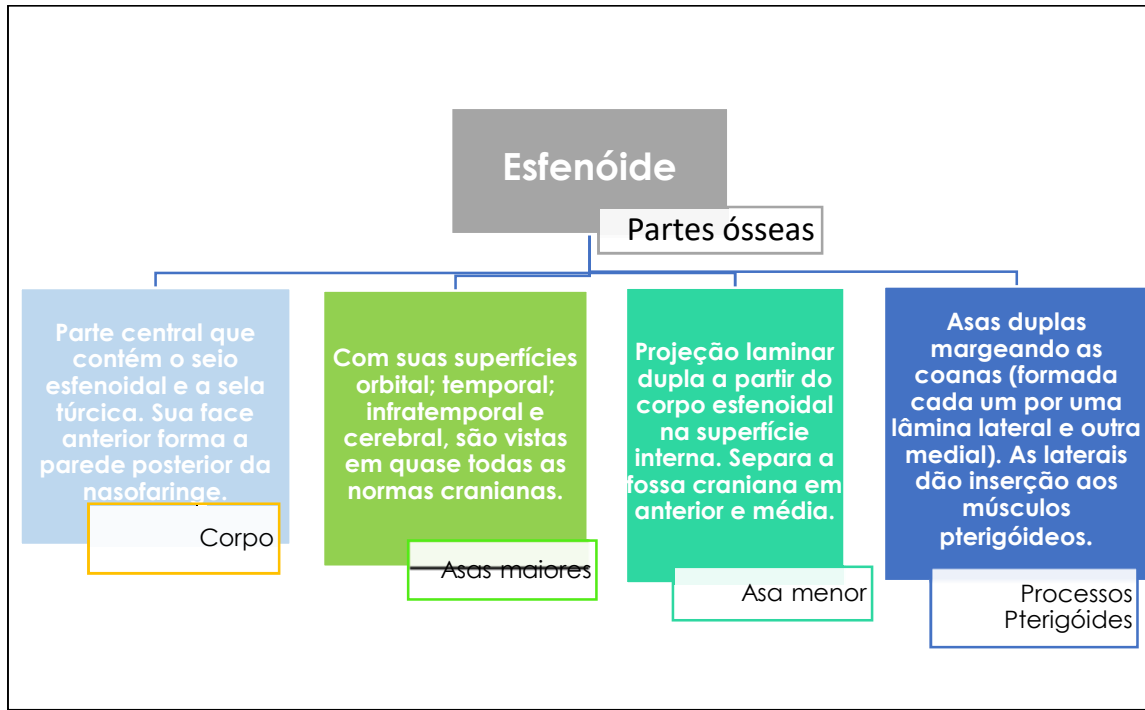 Esfenóide
Partes ósseas
Parte central que
contém o seio
esfenoidal e a sela
túrcica. Sua face
anterior forma a
parede posterior da
nasofaringe.
Corpo
Com suas superfícies
orbital; temporal;
infratemporal e
cerebral, são vistas
em quase todas as
normas cranianas.
Asas maiores
Projeção laminar
dupla a partir do
corpo esfenoidal
na superfície
interna. Separa a
fossa craniana em
anterior e média.
Asa menor
Asas duplas
margeando as
coanas (formada
cada um por uma
lâmina lateral e outra
medial). As laterais
dão inserção aos
músculos
pterigóideos.
Processos
Pterigóides